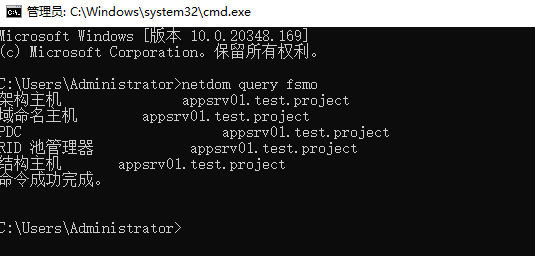 管理员: C:\Windows\system32\cmd.exe
Microsoft Windows [版本 10.0.20348.169]
(c) Microsoft Corporation。保留所有权利。
C:\Users\Administrator>netdom query fsmo
架构主机 appsrv01.test.project
域命名主机 appsrv01.test.project
PDC appsrv01.test.project
RID 池管理器 appsrv01.test.project
结构主机 appsrv01.test.project
命令成功完成。
C:\Users\Administrator>